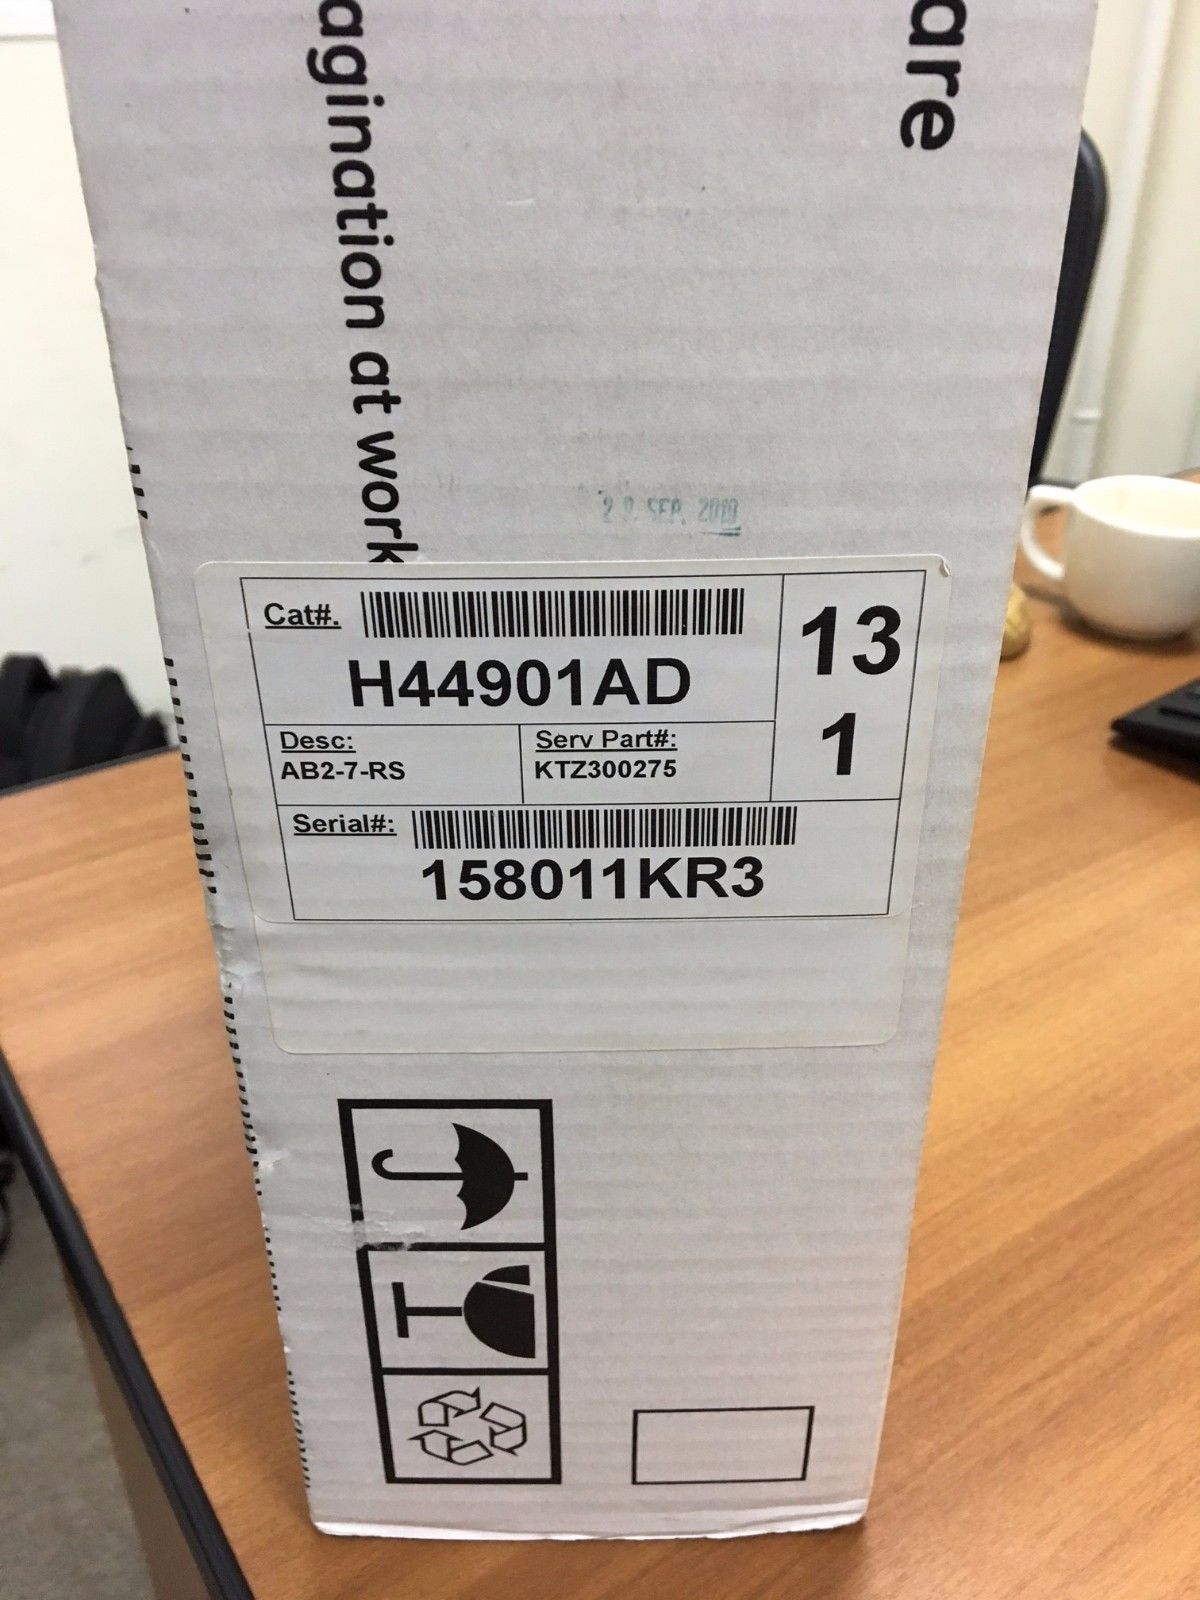 are
agination at work
Cat#.
H44901AD
13
1
Desc:
AB2-7-RS
Serv Part#:
KTZ300275
Serial#:
158011KR3